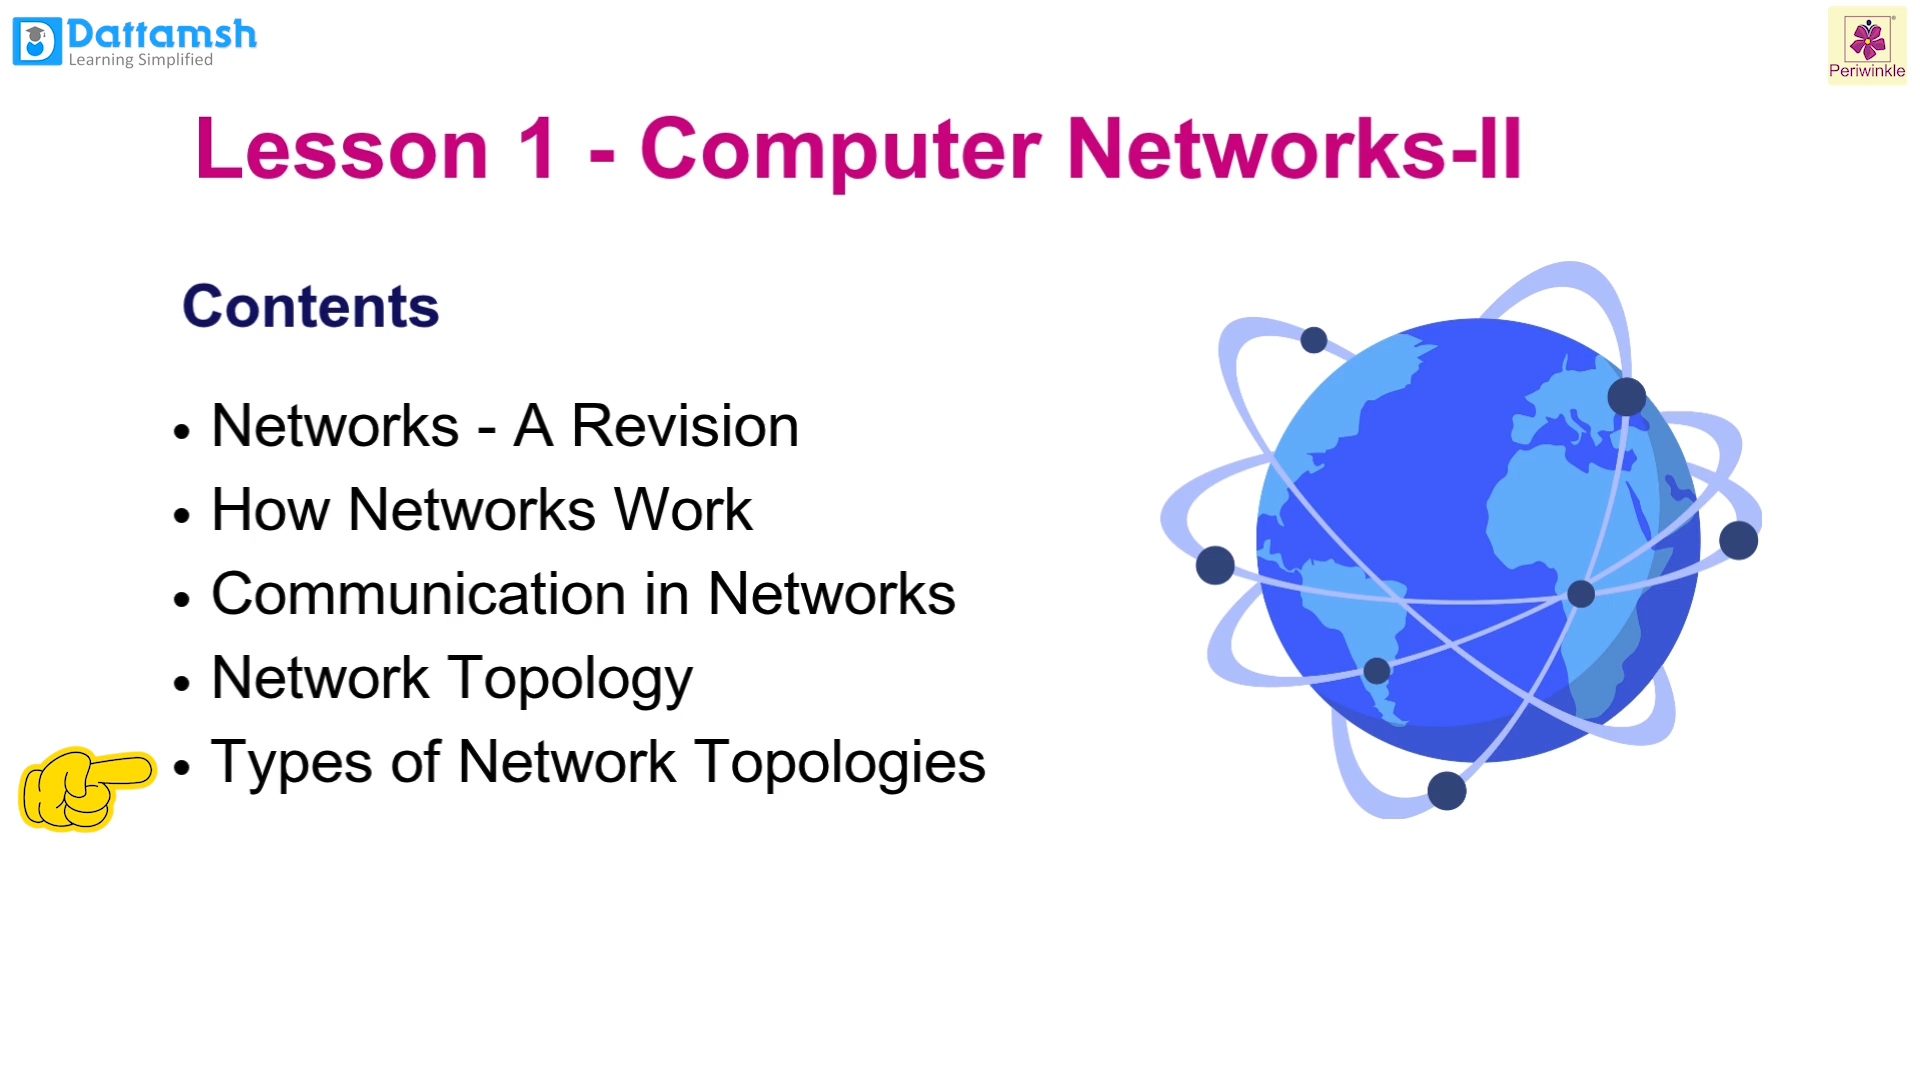 Dattamsh
Learning Simplified
Periwinkle
Lesson 1 - Computer Networks-II
Contents
• Networks - A Revision
• How Networks Work
• Communication in Networks
• Network Topology
• Types of Network Topologies